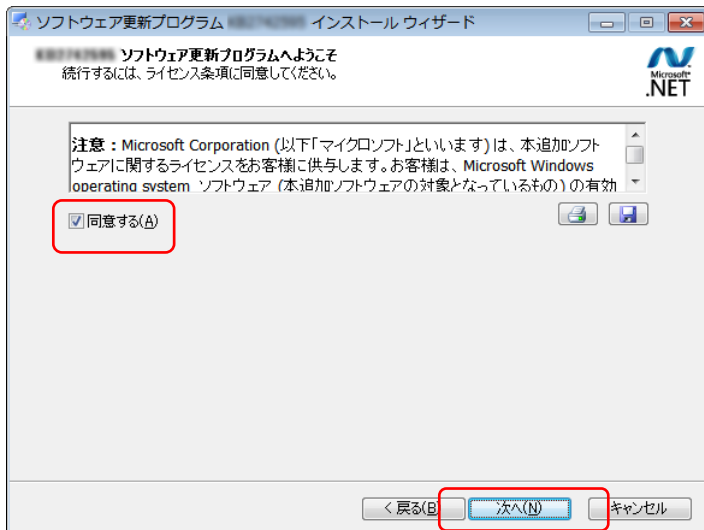 ソフトウェア更新プログラム インストール ウィザード
ソフトウェア更新プログラムへようこそ
続行するには、ライセンス条項に同意してください。
Microsoft®
.NET
注意：Microsoft Corporation (以下「マイクロソフト」といいます) は、本追加ソフト
ウェアに関するライセンスをお客様に供与します。お客様は、Microsoft Windows
operating system ソフトウェア (本追加ソフトウェアの対象となっているもの) の有効
同意する(A)
< 戻る(B
次へ(N)
キャンセル